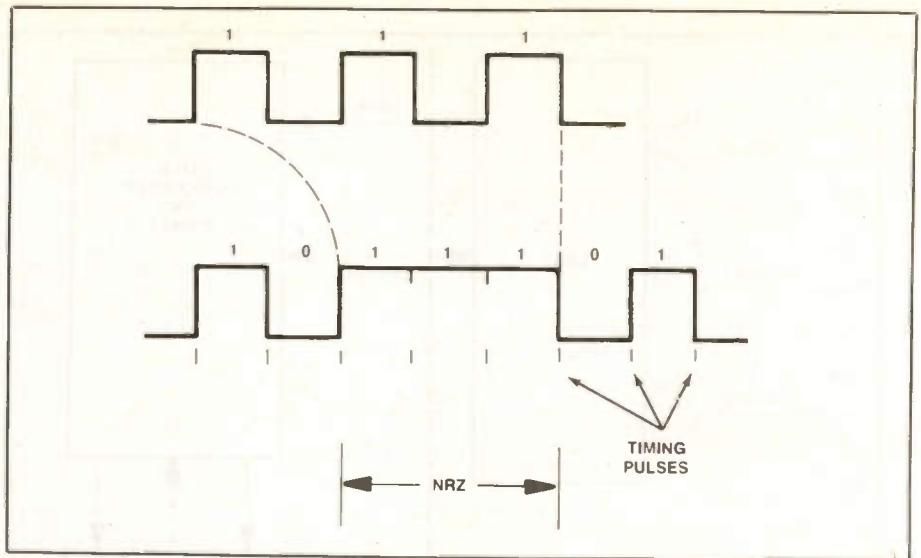 1 1 1
1 0 1 1 1 0 1
TIMING
PULSES
NRZ